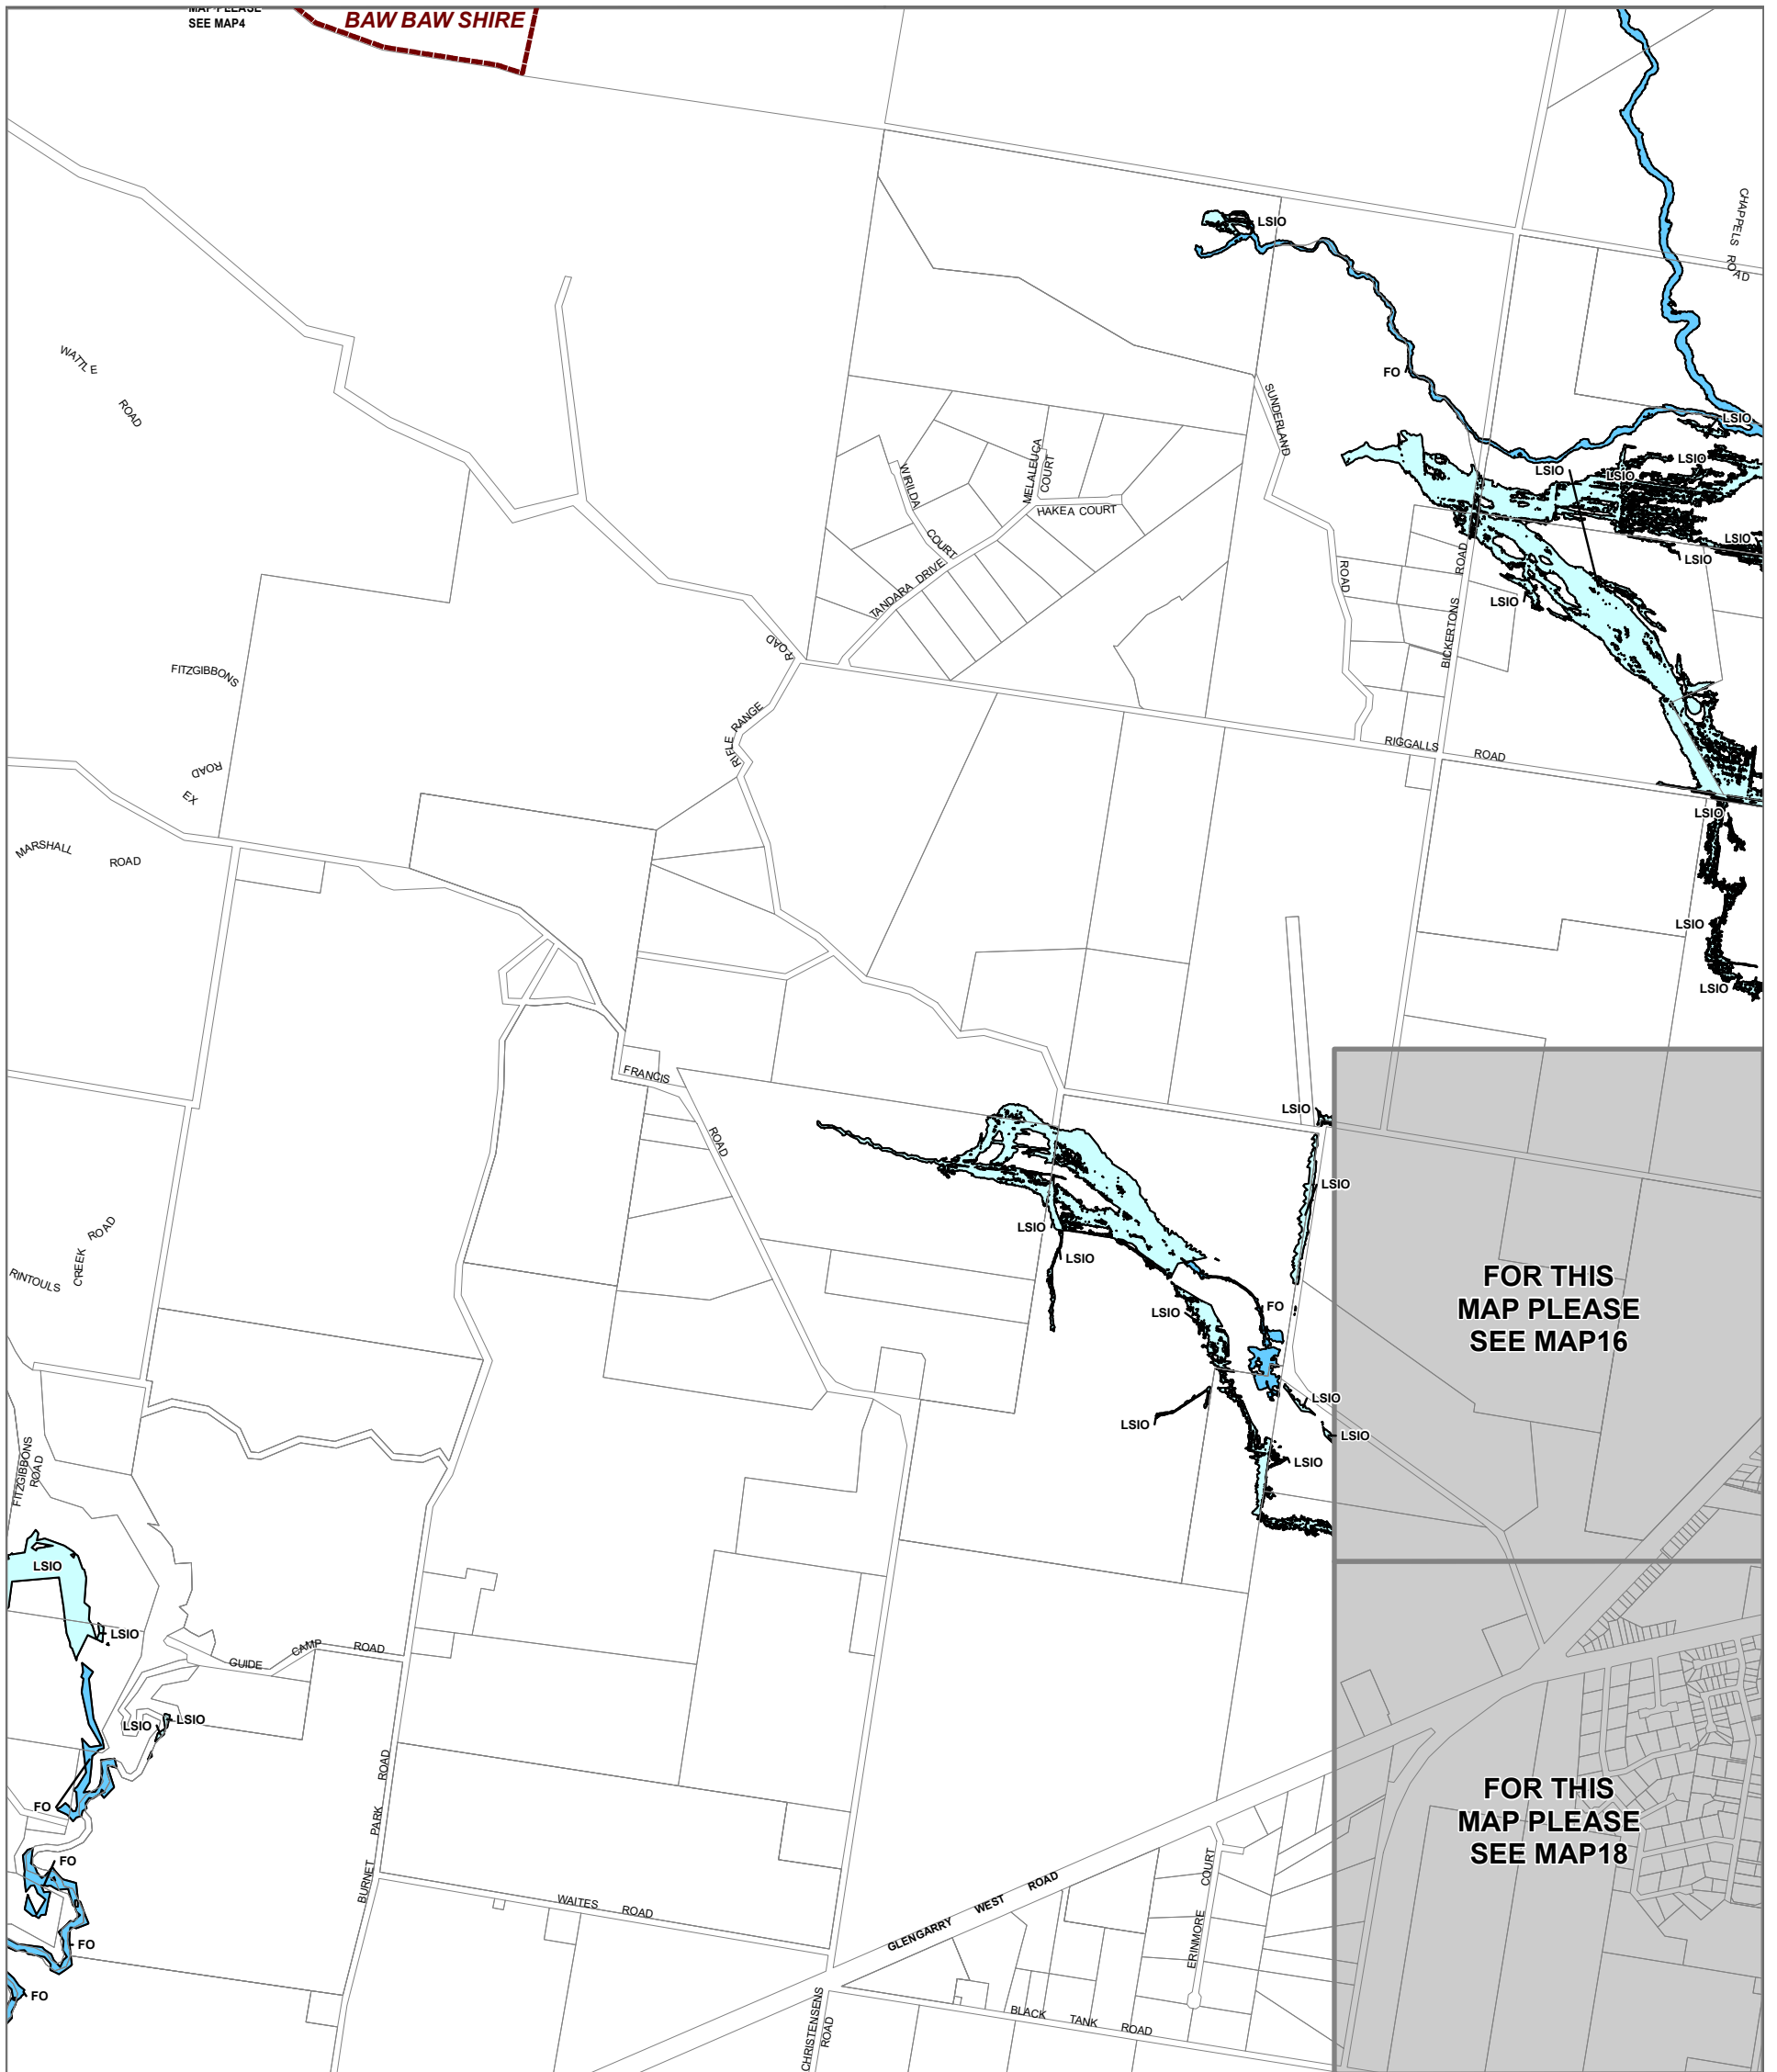 SEE MAP4
BAW BAW SHIRE
CHAPPELS ROAD
LSIO
WATTLE
ROAD
FO
SUNDERLAND
ROAD
LSIO
LSIO
LSIO
LSIO
LSIO
LSIO
LSIO
WIRILDA
COURT
MELALEUCA
COURT
HAKEA COURT
TANDARA DRIVE
BICKERTONS
ROAD
FITZGIBBONS
ROAD
EX
RIFLE RANGE
ROAD
RIGGALLS
ROAD
MARSHALL
ROAD
LSIO
LSIO
LSIO
FRANCIS
ROAD
LSIO
LSIO
LSIO
LSIO
RINTOULS
CREEK
ROAD
FOR THIS
MAP PLEASE
SEE MAP16
LSIO
FO
LSIO
LSIO
LSIO
LSIO
FITZGIBBONS
ROAD
LSIO
LSIO
GUIDE
CAMP
ROAD
LSIO
LSIO
FO
FO
FO
FO
BURNET
PARK
ROAD
FOR THIS
MAP PLEASE
SEE MAP18
WAITES
ROAD
GLENGARRY
WEST
ROAD
ERINMORE
COURT
CHRISTENSENS
ROAD
BLACK
TANK
ROAD